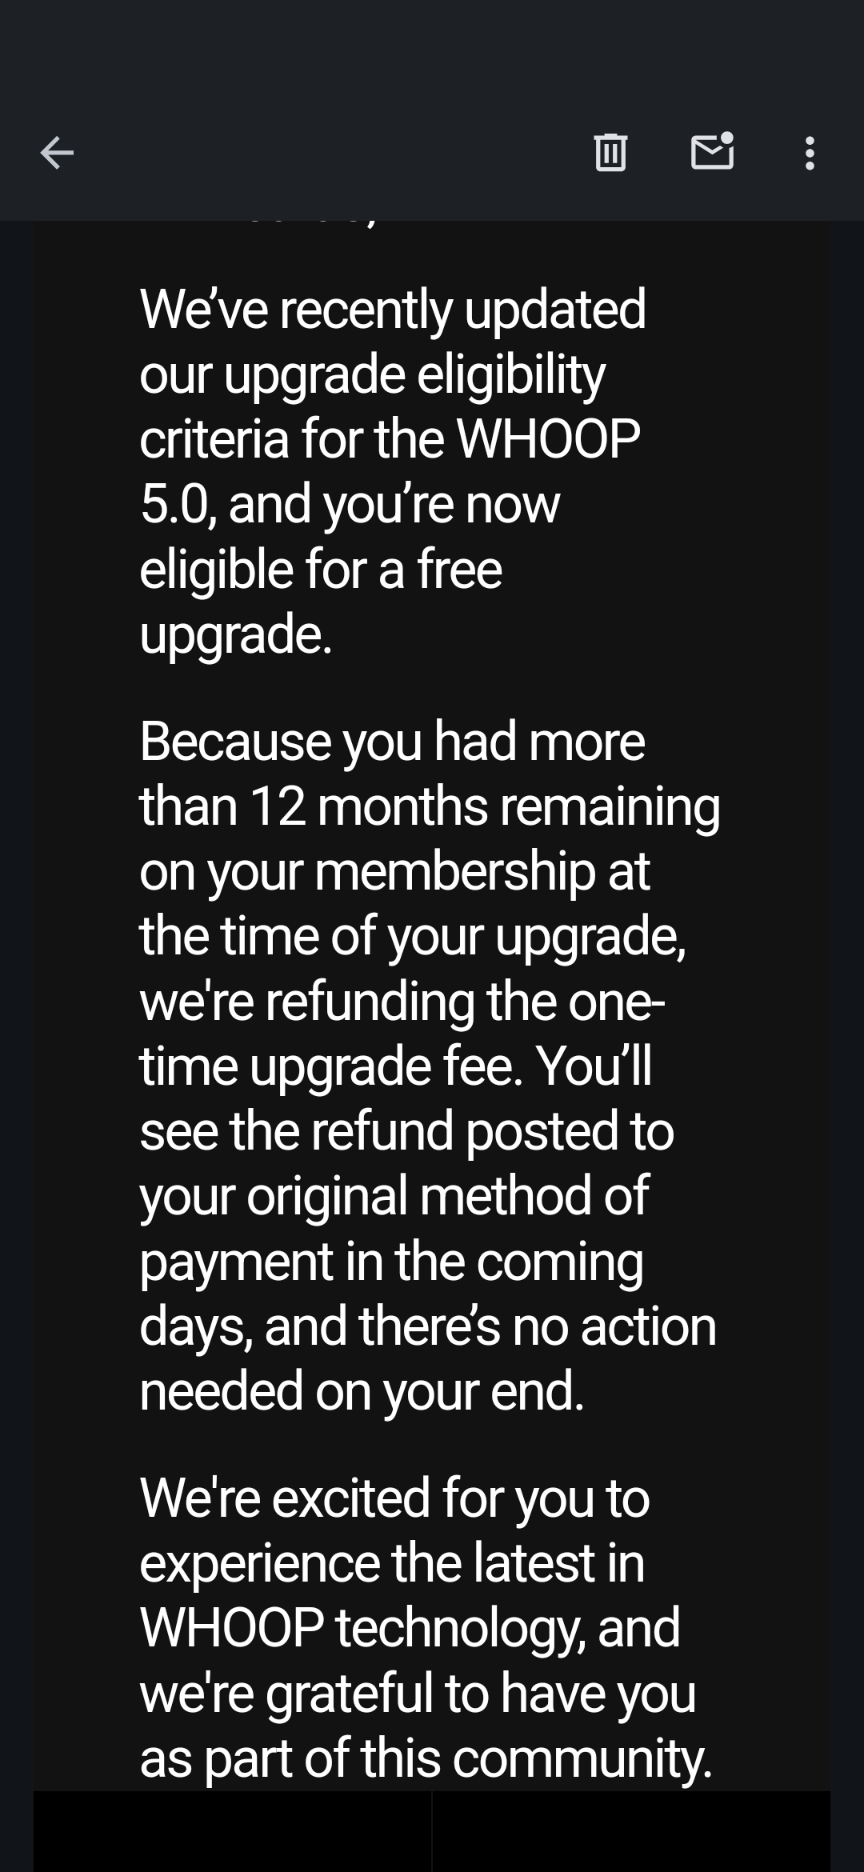 We’ve recently updated
our upgrade eligibility
criteria for the WHOOP
5.0, and you’re now
eligible for a free
upgrade.
Because you had more
than 12 months remaining
on your membership at
the time of your upgrade,
we're refunding the one-
time upgrade fee. You’ll
see the refund posted to
your original method of
payment in the coming
days, and there’s no action
needed on your end.
We're excited for you to
experience the latest in
WHOOP technology, and
we're grateful to have you
as part of this community.